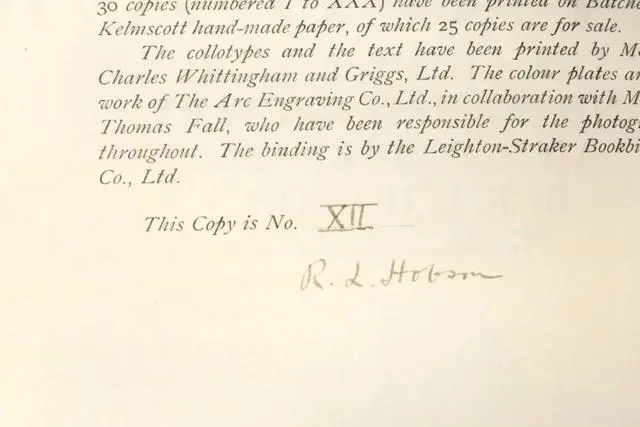 30 copies (numbered I to XXX) have been printed on Batche
Kelmscott hand-made paper, of which 25 copies are for sale.
The collotypes and the text have been printed by
Charles Whittingham and Griggs, Ltd. The colour plates
work of The Arc Engraving Co., Ltd., in collaboration with
Thomas Fall, who have been responsible for the photog
throughout. The binding is by the Leighton-Straker Bookbi
Co., Ltd.
This Copy is No. XII
R. L. Hobson